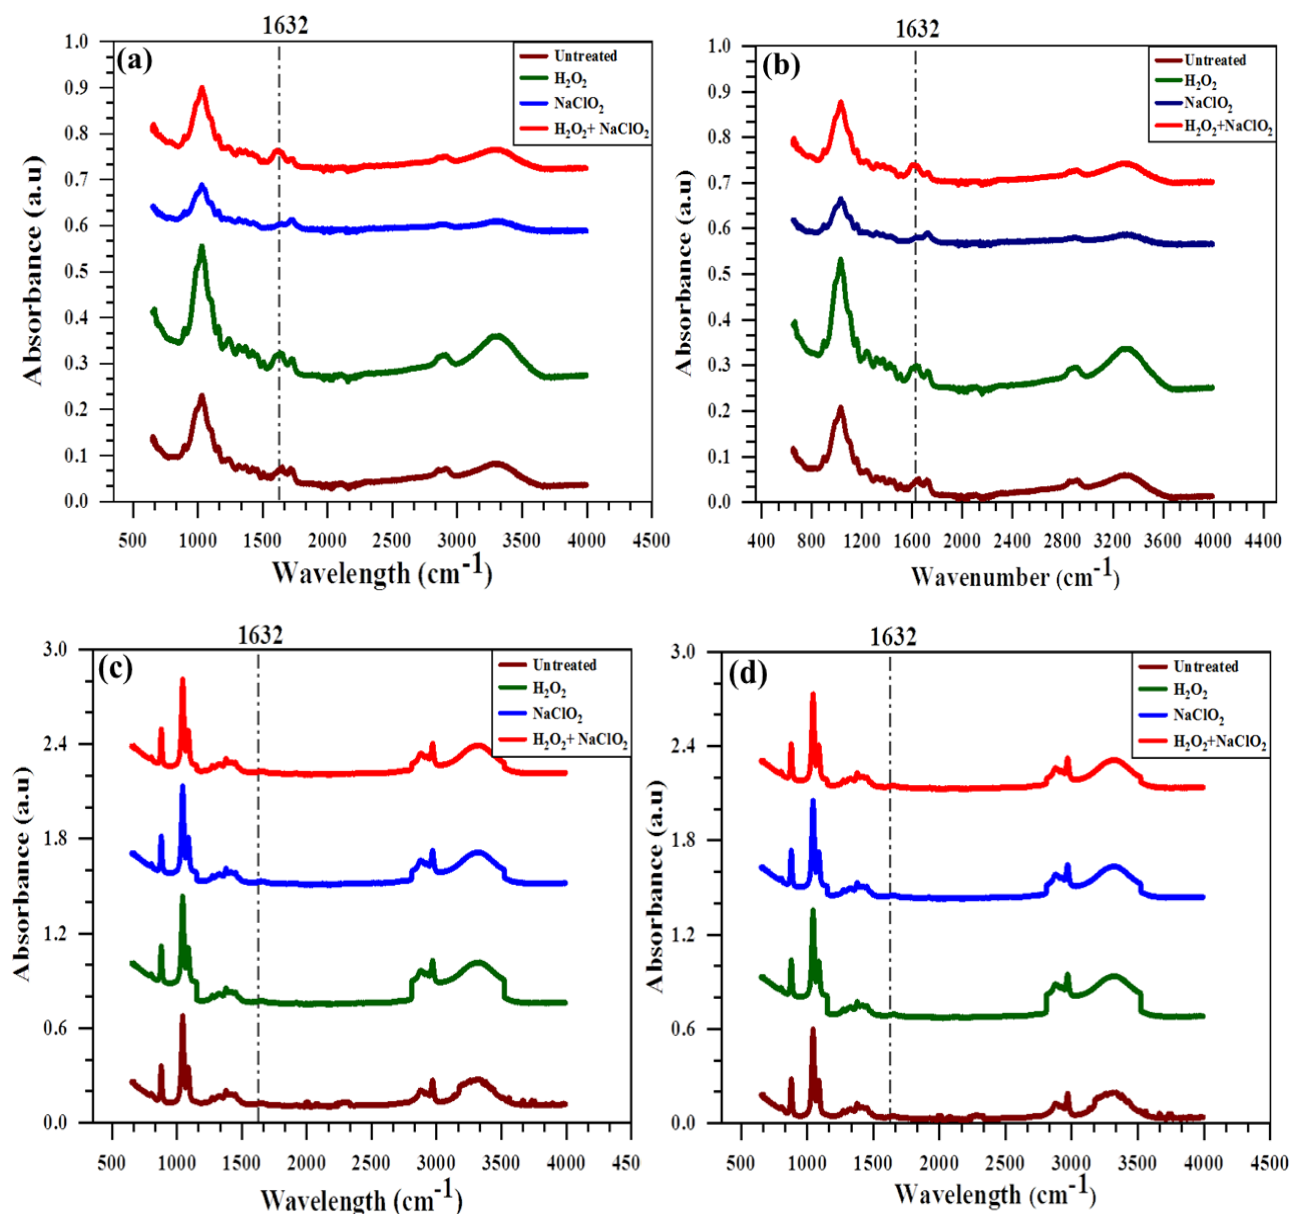 1632
(a)
Untreated
H₂O₂
NaClO₂
H₂O₂+ NaClO₂
1.0
0.9
0.8
0.7
0.6
0.5
0.4
0.3
0.2
0.1
0.0
Absorbance (a.u)
500 1000 1500 2000 2500 3000 3500 4000 4500
Wavelength (cm⁻¹)
1632
(b)
Untreated
H₂O₂
NaClO₂
H₂O₂+NaClO₂
1.0
0.9
0.8
0.7
0.6
0.5
0.4
0.3
0.2
0.1
0.0
Absorbance (a.u)
400 800 1200 1600 2000 2400 2800 3200 3600 4000 4400
Wavenumber (cm⁻¹)
1632
(c)
Untreated
H₂O₂
NaClO₂
H₂O₂+ NaClO₂
3.0
2.4
1.8
1.2
0.6
0.0
Absorbance (a.u)
500 1000 1500 2000 2500 3000 3500 4000 450
Wavelength (cm⁻¹)
1632
(d)
Untreated
H₂O₂
NaClO₂
H₂O₂+NaClO₂
3.0
2.4
1.8
1.2
0.6
0.0
Absorbance (a.u)
500 1000 1500 2000 2500 3000 3500 4000 4500
Wavelength (cm⁻¹)